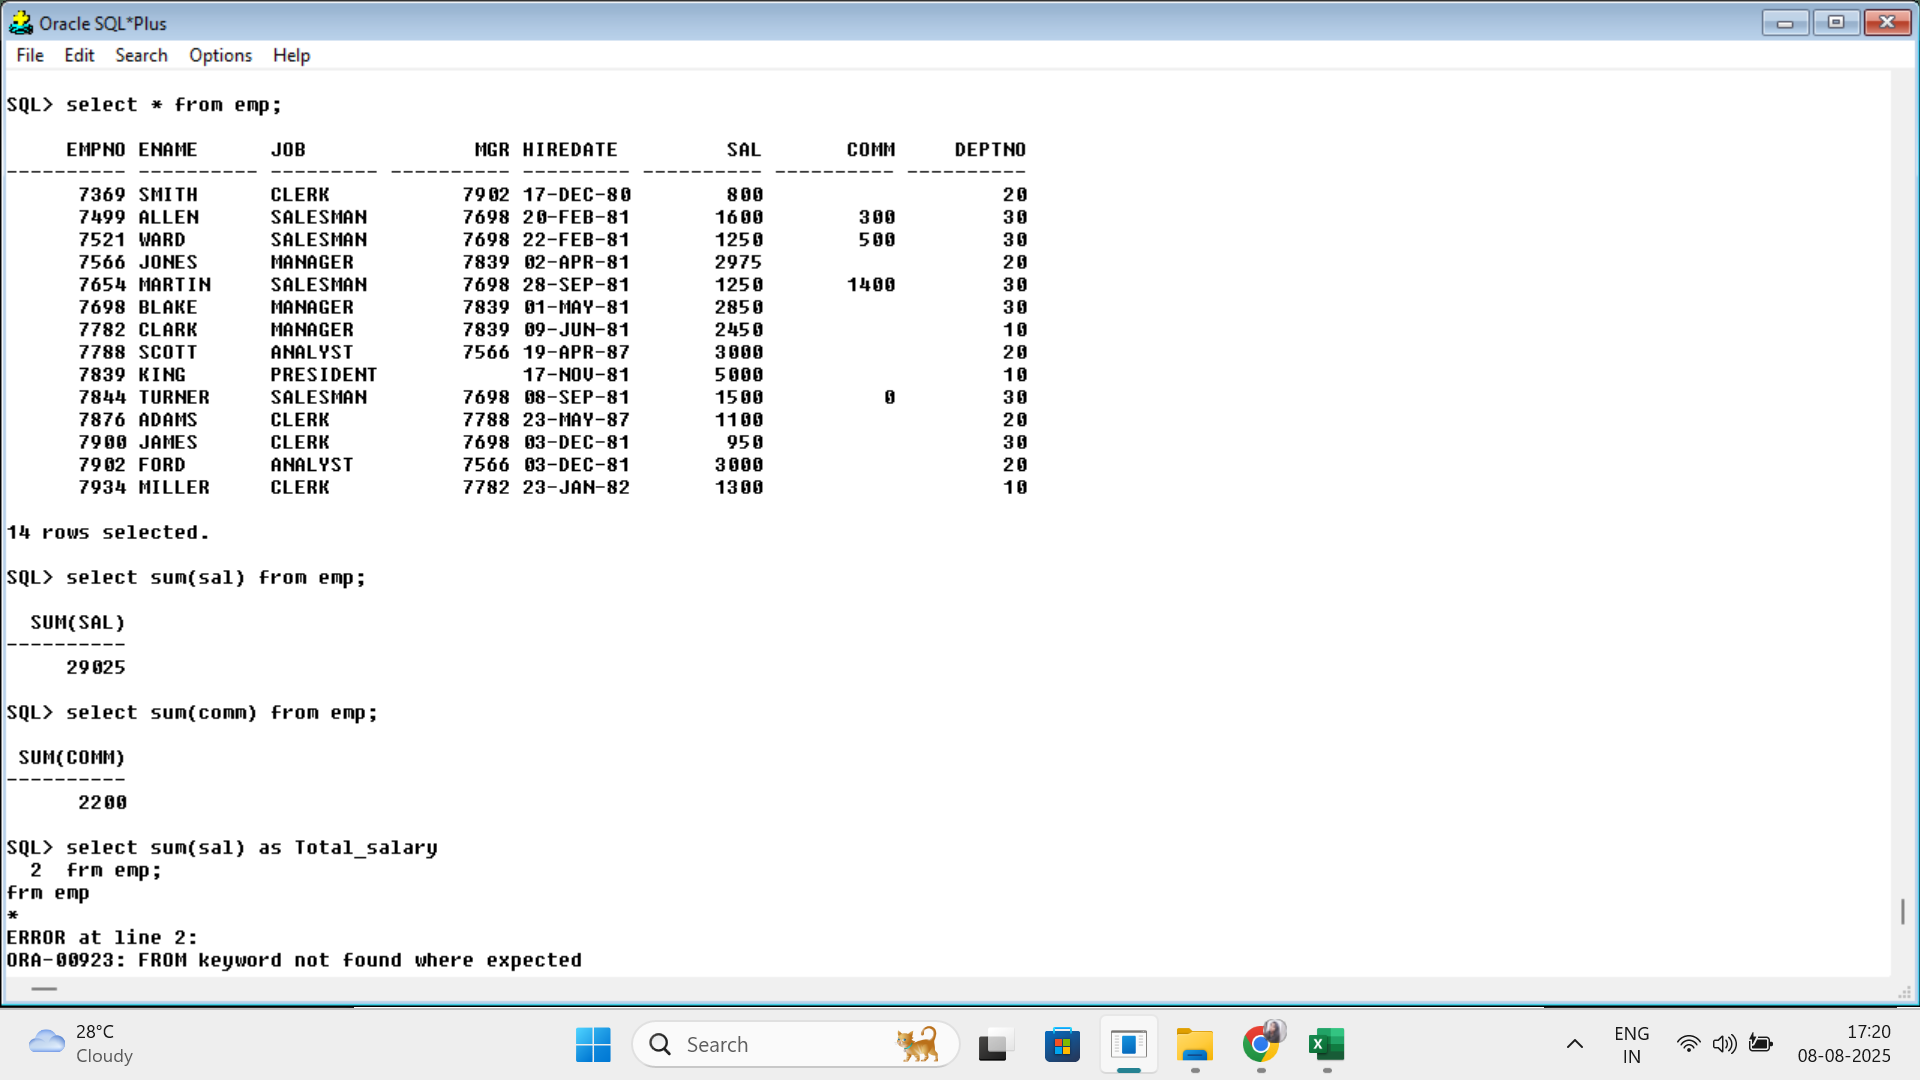 Oracle SQL*Plus
File Edit Search Options Help
SQL> select * from emp;
EMPNO ENAME JOB MGR HIREDATE SAL COMM DEPTNO
---------- ---------- --------- ---------- --------- ---------- ---------- ----------
7369 SMITH CLERK 7902 17-DEC-80 800 20
7499 ALLEN SALESMAN 7698 20-FEB-81 1600 300 30
7521 WARD SALESMAN 7698 22-FEB-81 1250 500 30
7566 JONES MANAGER 7839 02-APR-81 2975 20
7654 MARTIN SALESMAN 7698 28-SEP-81 1250 1400 30
7698 BLAKE MANAGER 7839 01-MAY-81 2850 30
7782 CLARK MANAGER 7839 09-JUN-81 2450 10
7788 SCOTT ANALYST 7566 19-APR-87 3000 20
7839 KING PRESIDENT 17-NOV-81 5000 10
7844 TURNER SALESMAN 7698 08-SEP-81 1500 0 30
7876 ADAMS CLERK 7788 23-MAY-87 1100 20
7900 JAMES CLERK 7698 03-DEC-81 950 30
7902 FORD ANALYST 7566 03-DEC-81 3000 20
7934 MILLER CLERK 7782 23-JAN-82 1300 10
14 rows selected.
SQL> select sum(sal) from emp;
SUM(SAL)
----------
29025
SQL> select sum(comm) from emp;
SUM(COMM)
----------
2200
SQL> select sum(sal) as Total_salary
2 frm emp;
frm emp
*
ERROR at line 2:
ORA-00923: FROM keyword not found where expected
28°C
Cloudy
Search
ENG
IN
17:20
08-08-2025